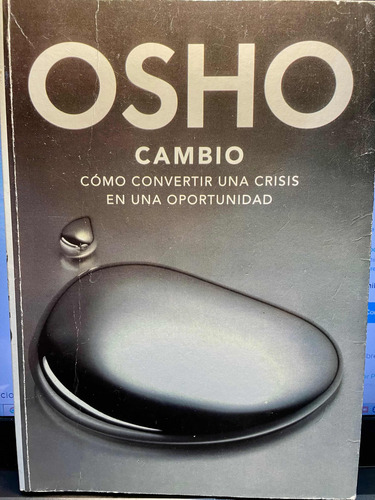 OSHO
CAMBIO
CÓMO CONVERTIR UNA CRISIS
EN UNA OPORTUNIDAD